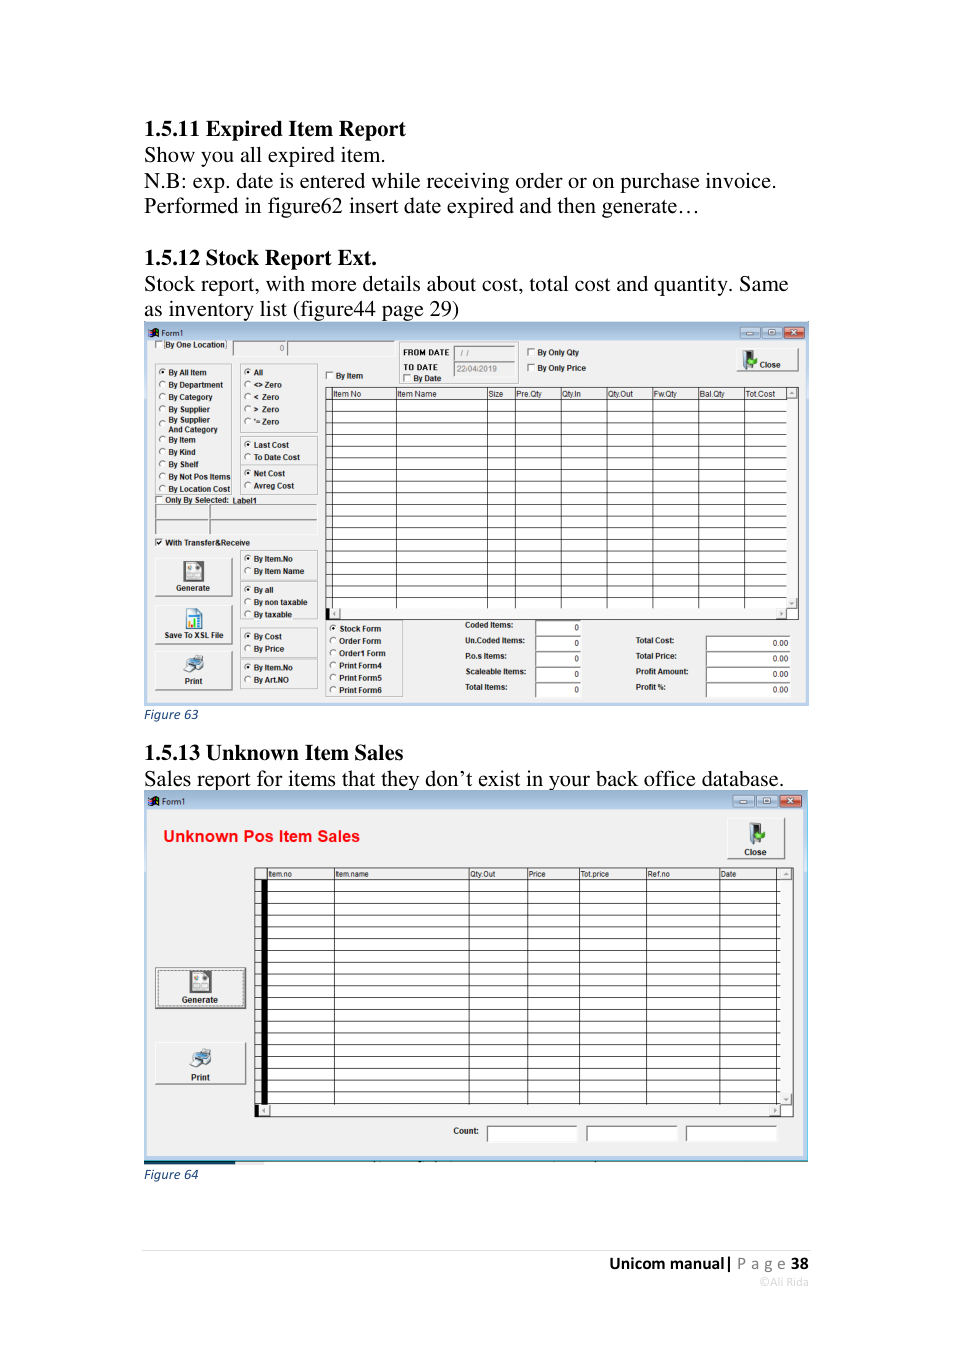 1.5.11 Expired Item Report
Show you all expired item.
N.B: exp. date is entered while receiving order or on purchase invoice.
Performed in figure62 insert date expired and then generate…
1.5.12 Stock Report Ext.
Stock report, with more details about cost, total cost and quantity. Same
as inventory list (figure44 page 29)
Form1
By One Location
0
FROM DATE / /
TO DATE 22/04/2019
By Date
By Only Qty
By Only Price
Close
By All Item
By Department
By Category
By Supplier
By Supplier
And Category
By Item
By Kind
By Shelf
By Not Pos Items
By Location Cost
All
<> Zero
< Zero
> Zero
'= Zero
Last Cost
To Date Cost
Net Cost
Avreg Cost
By Item
Item No Item Name Size Pre.Qty Qty.In Qty.Out Fw.Qty Bal.Qty Tot.Cost
Only By Selected: Label1
With Transfer&Receive
Generate
Save To XSL File
Print
By Item.No
By Item Name
By all
By non taxable
By taxable
By Cost
By Price
By Item.No
By Art.NO
Stock Form
Order Form
Order1 Form
Print Form4
Print Form5
Print Form6
Coded Items: 0
Un.Coded Items: 0
P.o.s Items: 0
Scaleable Items: 0
Total Items: 0
Total Cost: 0.00
Total Price: 0.00
Profit Amount: 0.00
Profit %: 0.00
Figure 63
1.5.13 Unknown Item Sales
Sales report for items that they don’t exist in your back office database.
Form1
Unknown Pos Item Sales
Close
Item.no Item.name Qty.Out Price Tot.price Ref.no Date
Generate
Print
Count:
Figure 64
Unicom manual| P a g e 38
©Ali Rida